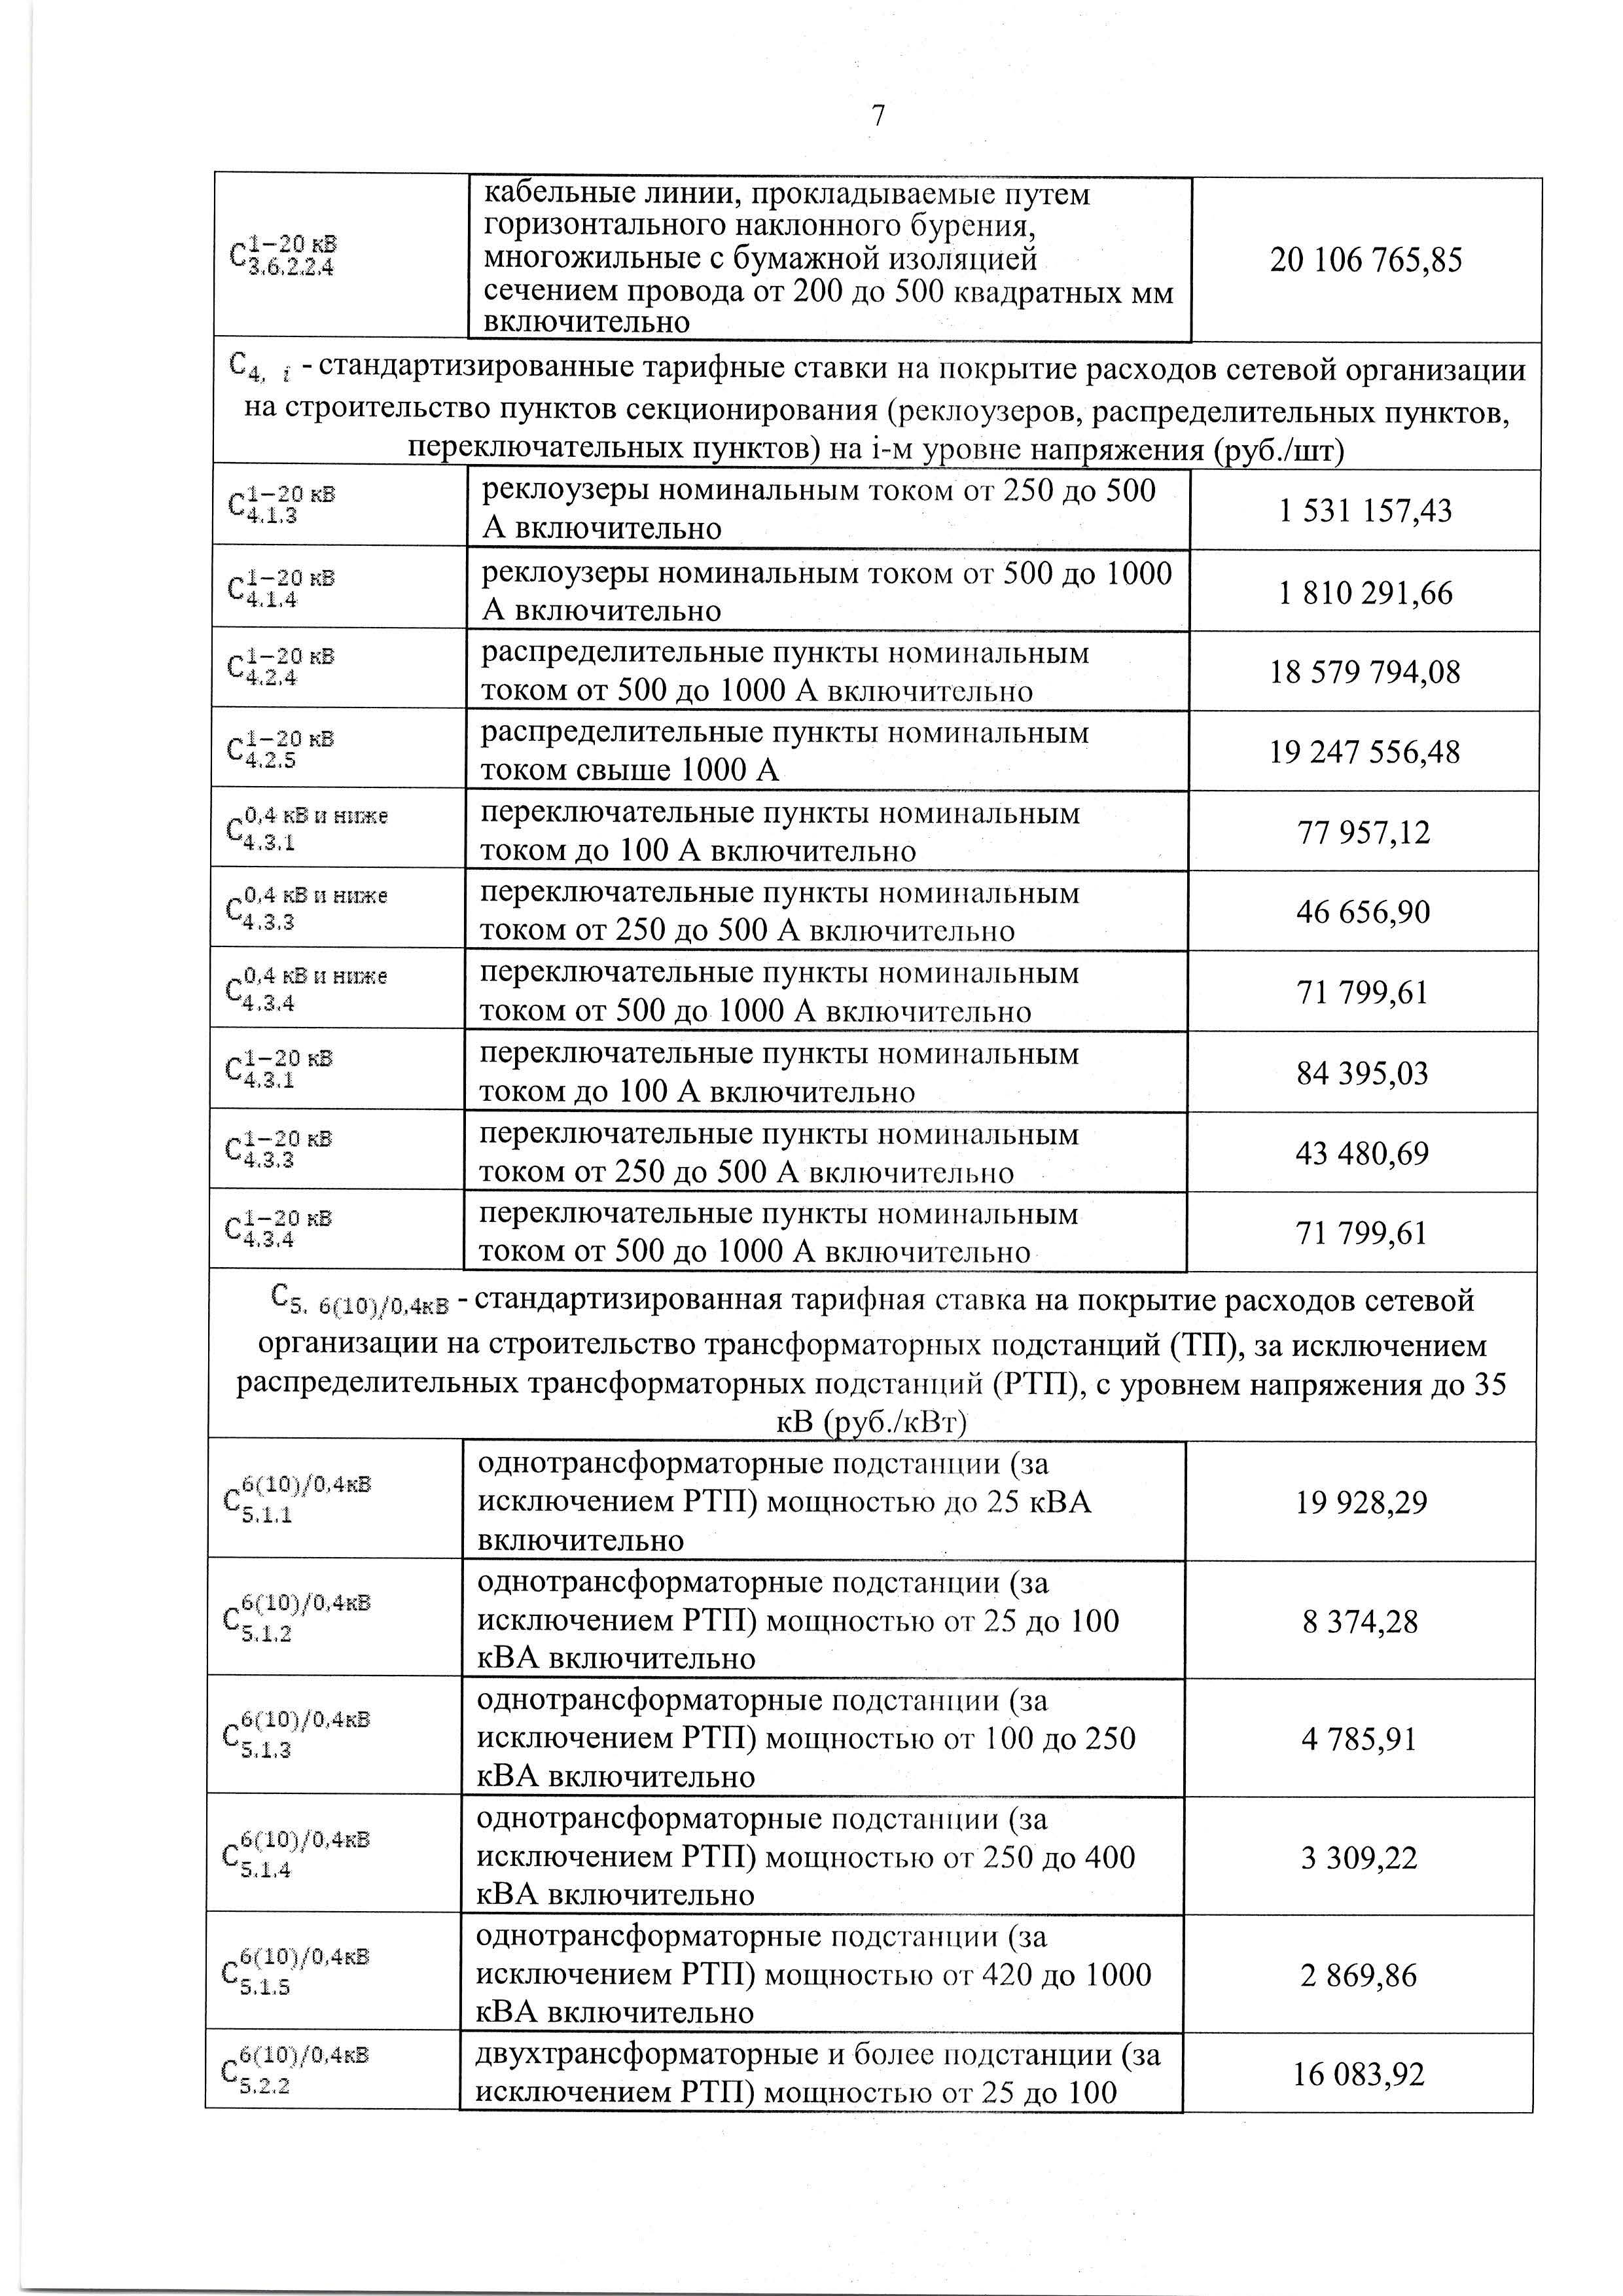 7
кабельные линии, прокладываемые путем
горизонтального наклонного бурения,
C 1–20 кВ 3.6.2.2.4
многожильные с бумажной изоляцией
20 106 765,85
сечением провода от 200 до 500 квадратных мм
включительно
C4, i - стандартизированные тарифные ставки на покрытие расходов сетевой организации
на строительство пунктов секционирования (реклоузеров, распределительных пунктов,
переключательных пунктов) на i-м уровне напряжения (руб./шт)
C 1–20 кВ 4.1.3
реклоузеры номинальным током от 250 до 500
А включительно
1 531 157,43
C 1–20 кВ 4.1.4
реклоузеры номинальным током от 500 до 1000
А включительно
1 810 291,66
C 1–20 кВ 4.2.4
распределительные пункты номинальным
током от 500 до 1000 А включительно
18 579 794,08
C 1–20 кВ 4.2.5
распределительные пункты номинальным
током свыше 1000 А
19 247 556,48
C 0,4 кВ и ниже 4.3.1
переключательные пункты номинальным
током до 100 А включительно
77 957,12
C 0,4 кВ и ниже 4.3.3
переключательные пункты номинальным
током от 250 до 500 А включительно
46 656,90
C 0,4 кВ и ниже 4.3.4
переключательные пункты номинальным
током от 500 до 1000 А включительно
71 799,61
C 1–20 кВ 4.3.1
переключательные пункты номинальным
током до 100 А включительно
84 395,03
C 1–20 кВ 4.3.3
переключательные пункты номинальным
током от 250 до 500 А включительно
43 480,69
C 1–20 кВ 4.3.4
переключательные пункты номинальным
током от 500 до 1000 А включительно
71 799,61
C5, 6(10)/0,4кВ - стандартизированная тарифная ставка на покрытие расходов сетевой
организации на строительство трансформаторных подстанций (ТП), за исключением
распределительных трансформаторных подстанций (РТП), с уровнем напряжения до 35
кВ (руб./кВт)
C 6(10)/0,4кВ 5.1.1
однотрансформаторные подстанции (за
исключением РТП) мощностью до 25 кВА
включительно
19 928,29
C 6(10)/0,4кВ 5.1.2
однотрансформаторные подстанции (за
исключением РТП) мощностью от 25 до 100
кВА включительно
8 374,28
C 6(10)/0,4кВ 5.1.3
однотрансформаторные подстанции (за
исключением РТП) мощностью от 100 до 250
кВА включительно
4 785,91
C 6(10)/0,4кВ 5.1.4
однотрансформаторные подстанции (за
исключением РТП) мощностью от 250 до 400
кВА включительно
3 309,22
C 6(10)/0,4кВ 5.1.5
однотрансформаторные подстанции (за
исключением РТП) мощностью от 420 до 1000
кВА включительно
2 869,86
C 6(10)/0,4кВ 5.2.2
двухтрансформаторные и более подстанции (за
исключением РТП) мощностью от 25 до 100
16 083,92